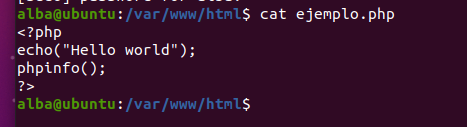 alba@ubuntu:/var/www/html$ cat ejemplo.php
<?php
echo("Hello world");
phpinfo();
?>
alba@ubuntu:/var/www/html$